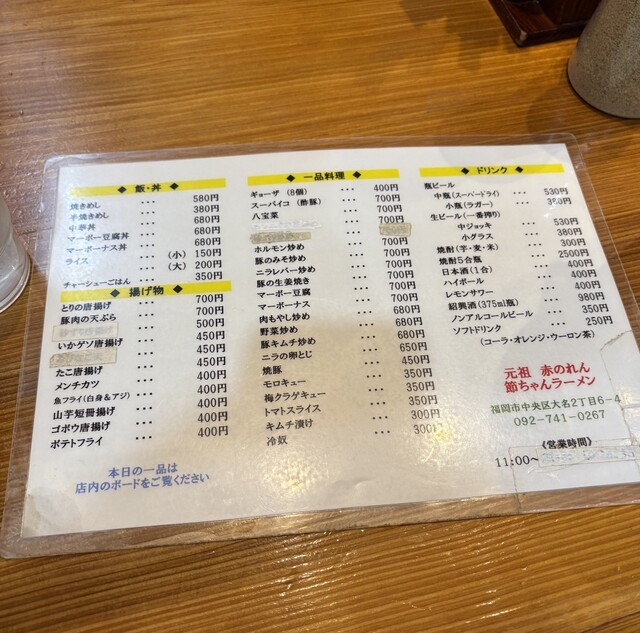 ◆ 飯・丼 ◆
焼きめし ・・・ 580円
半焼きめし ・・・ 380円
中華丼 ・・・ 680円
マーボー豆腐丼 ・・・ 680円
マーボーナス丼 ・・・ 680円
ライス ・・・ (小) 150円
(大) 200円
チャーシューごはん ・・・ 350円
◆ 揚げ物 ◆
とりの唐揚げ ・・・ 700円
豚肉の天ぷら ・・・ 700円
・・・ 500円
いかゲソ唐揚げ ・・・ 450円
・・・ 450円
たこ唐揚げ ・・・ 450円
メンチカツ ・・・ 400円
魚フライ(白身&アジ) ・・・ 400円
山芋短冊揚げ ・・・ 400円
ゴボウ唐揚げ ・・・ 400円
ポテトフライ ・・・ 400円
本日の一品は
店内のボードをご覧ください
◆ 一品料理 ◆
ギョーザ (8個) ・・・ 400円
スーパイコ (酢豚) ・・・ 700円
八宝菜 ・・・ 700円
・・・ 700円
ホルモン炒め ・・・ 700円
豚のみそ炒め ・・・ 700円
ニラレバー炒め ・・・ 700円
豚の生姜焼き ・・・ 700円
マーボー豆腐 ・・・ 700円
マーボーナス ・・・ 680円
肉もやし炒め ・・・ 680円
野菜炒め ・・・ 680円
豚キムチ炒め ・・・ 680円
ニラの卵とじ ・・・ 650円
焼豚 ・・・ 450円
モロキュー ・・・ 350円
梅クラゲキュー ・・・ 350円
トマトスライス ・・・ 300円
キムチ漬け ・・・ 300円
冷奴 ・・・ 300円
◆ ドリンク ◆
瓶ビール
中瓶(スーパードライ) ・・・ 530円
小瓶(ラガー) ・・・ 380円
生ビール(一番搾り)
中ジョッキ ・・・ 530円
小グラス ・・・ 380円
焼酎(芋・麦・米) ・・・ 300円
焼酎5合瓶 ・・・ 2500円
日本酒(1合) ・・・ 400円
ハイボール ・・・ 400円
レモンサワー ・・・ 400円
紹興酒(375ml瓶) ・・・ 980円
ノンアルコールビール ・・・ 350円
ソフトドリンク ・・・ 250円
(コーラ・オレンジ・ウーロン茶)
元祖 赤のれん
節ちゃんラーメン
福岡市中央区大名2丁目6-4
092-741-0267
《営業時間》
11:00~